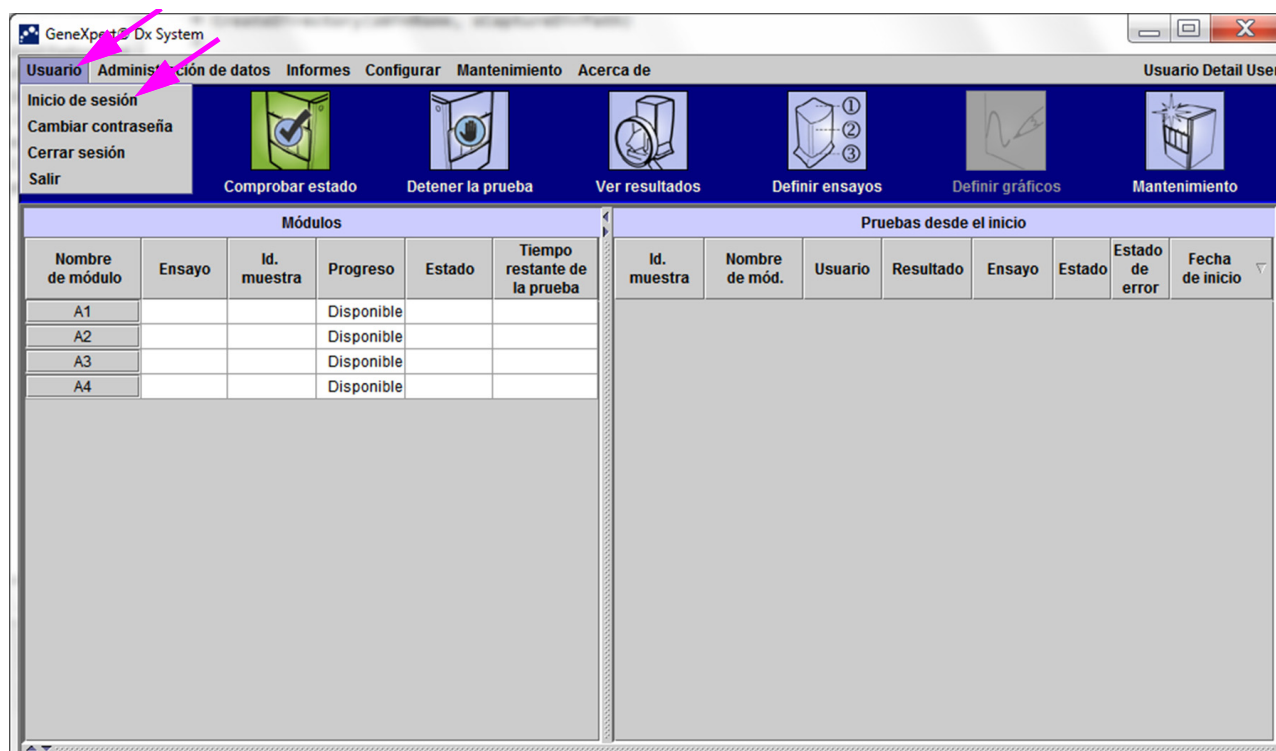 GeneXpert® Dx System
Usuario Administración de datos Informes Configurar Mantenimiento Acerca de Usuario Detail User
Inicio de sesión
Cambiar contraseña
Cerrar sesión
Salir
Comprobar estado Detener la prueba Ver resultados Definir ensayos Definir gráficos Mantenimiento
① ② ③
Módulos
Nombre de módulo Ensayo Id. muestra Progreso Estado Tiempo restante de la prueba
A1 Disponible
A2 Disponible
A3 Disponible
A4 Disponible
Pruebas desde el inicio
Id. muestra Nombre de mód. Usuario Resultado Ensayo Estado Estado de error Fecha de inicio